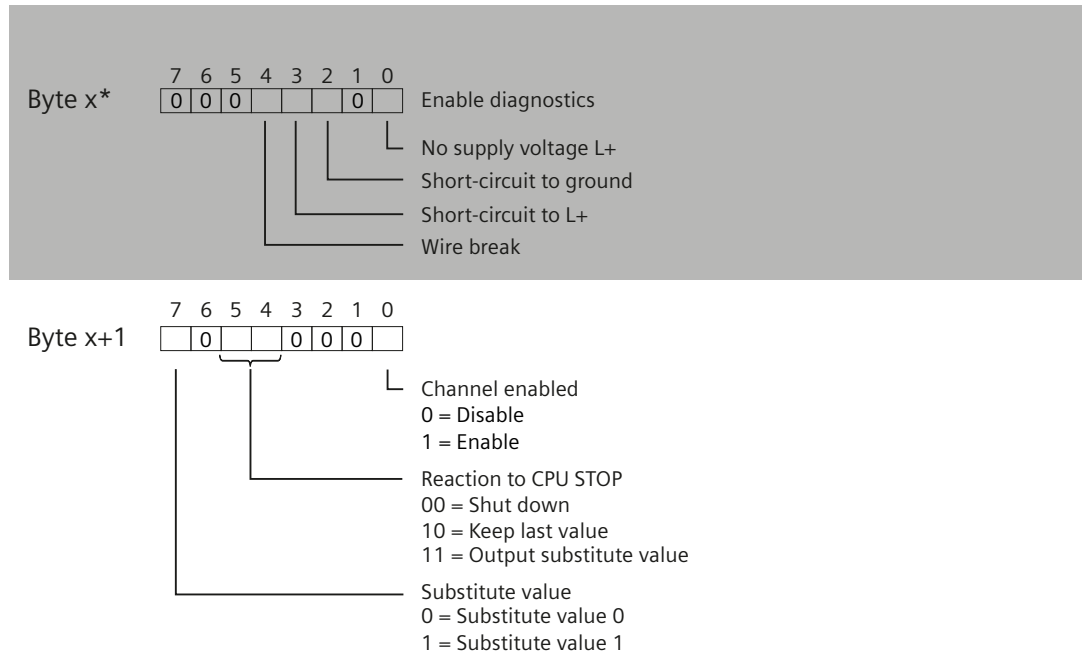 7 6 5 4 3 2 1 0
Byte x* 0 0 0 0 Enable diagnostics
No supply voltage L+
Short-circuit to ground
Short-circuit to L+
Wire break
7 6 5 4 3 2 1 0
Byte x+1 0 0 0 0
Channel enabled
0 = Disable
1 = Enable
Reaction to CPU STOP
00 = Shut down
10 = Keep last value
11 = Output substitute value
Substitute value
0 = Substitute value 0
1 = Substitute value 1